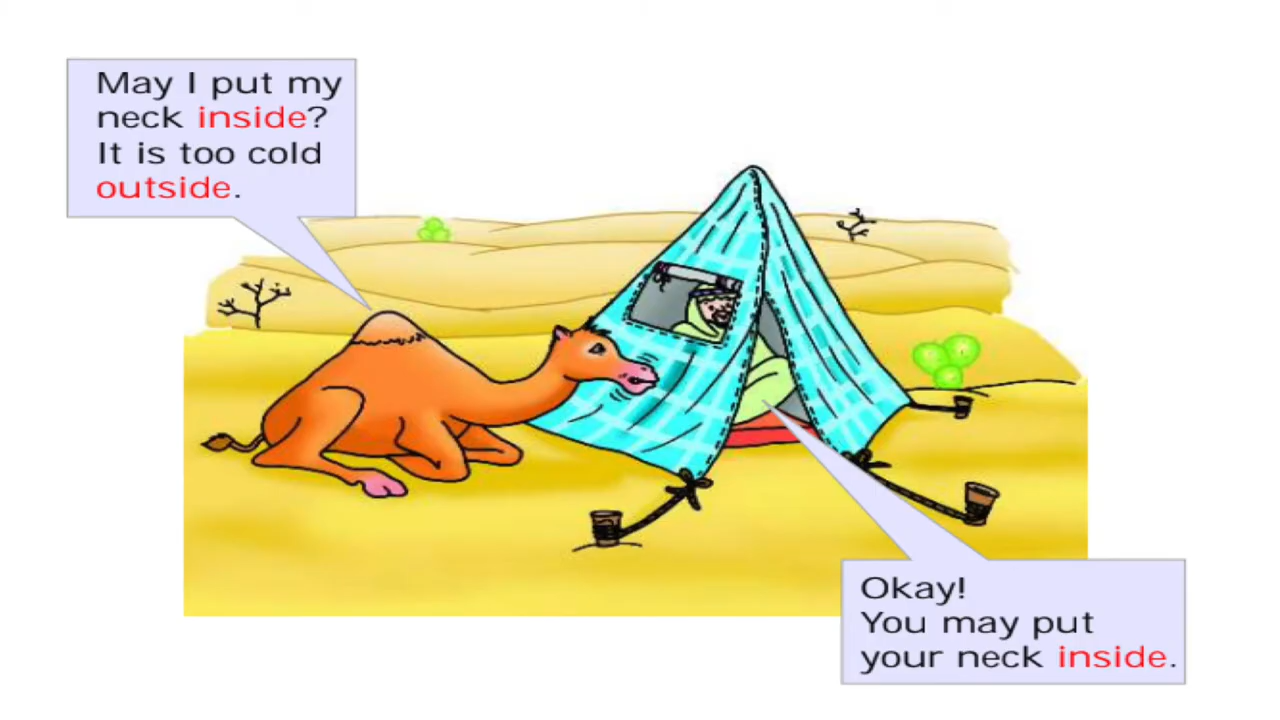 May I put my
neck inside?
It is too cold
outside.
Okay!
You may put
your neck inside.